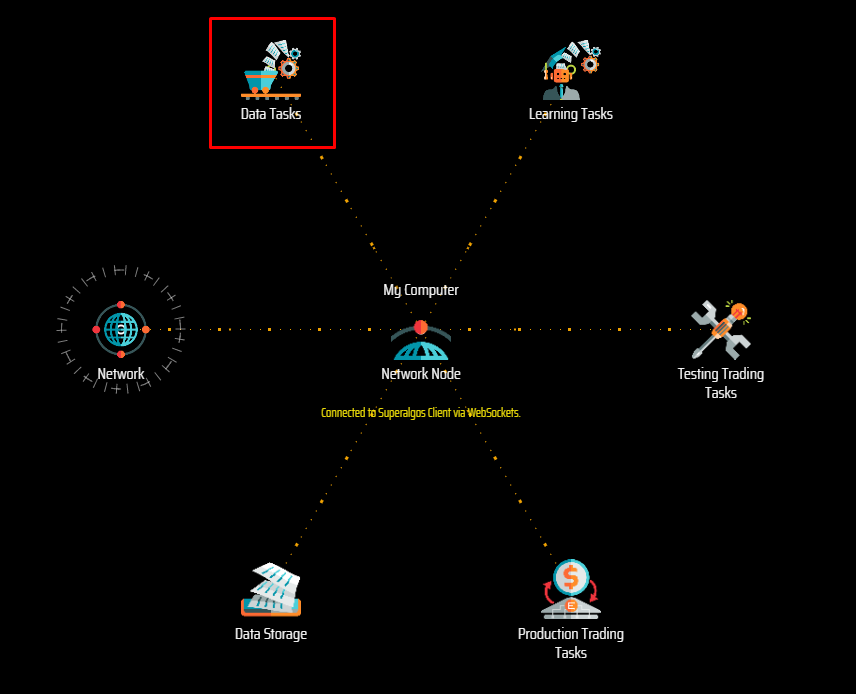 Data Tasks
Learning Tasks
My Computer
Network
Network Node
Testing Trading
Tasks
Connected to Superalgos Client via WebSockets.
Data Storage
Production Trading
Tasks